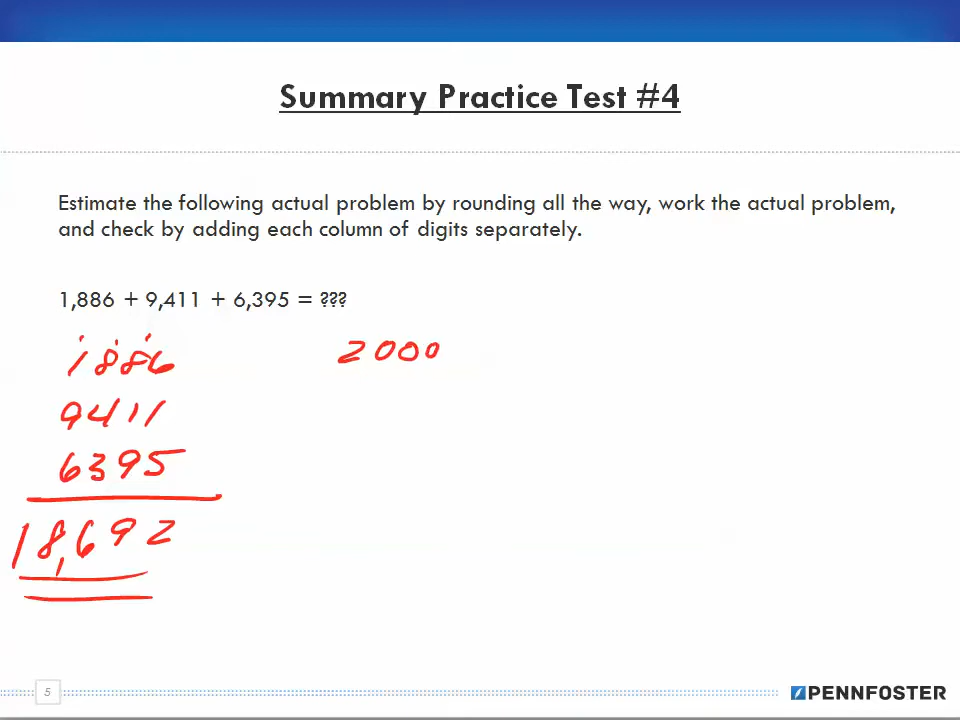 Summary Practice Test #4
Estimate the following actual problem by rounding all the way, work the actual problem,
and check by adding each column of digits separately.
1,886 + 9,411 + 6,395 = ???
1886 2000
9411
6395
18,692
5
PENNFOSTER